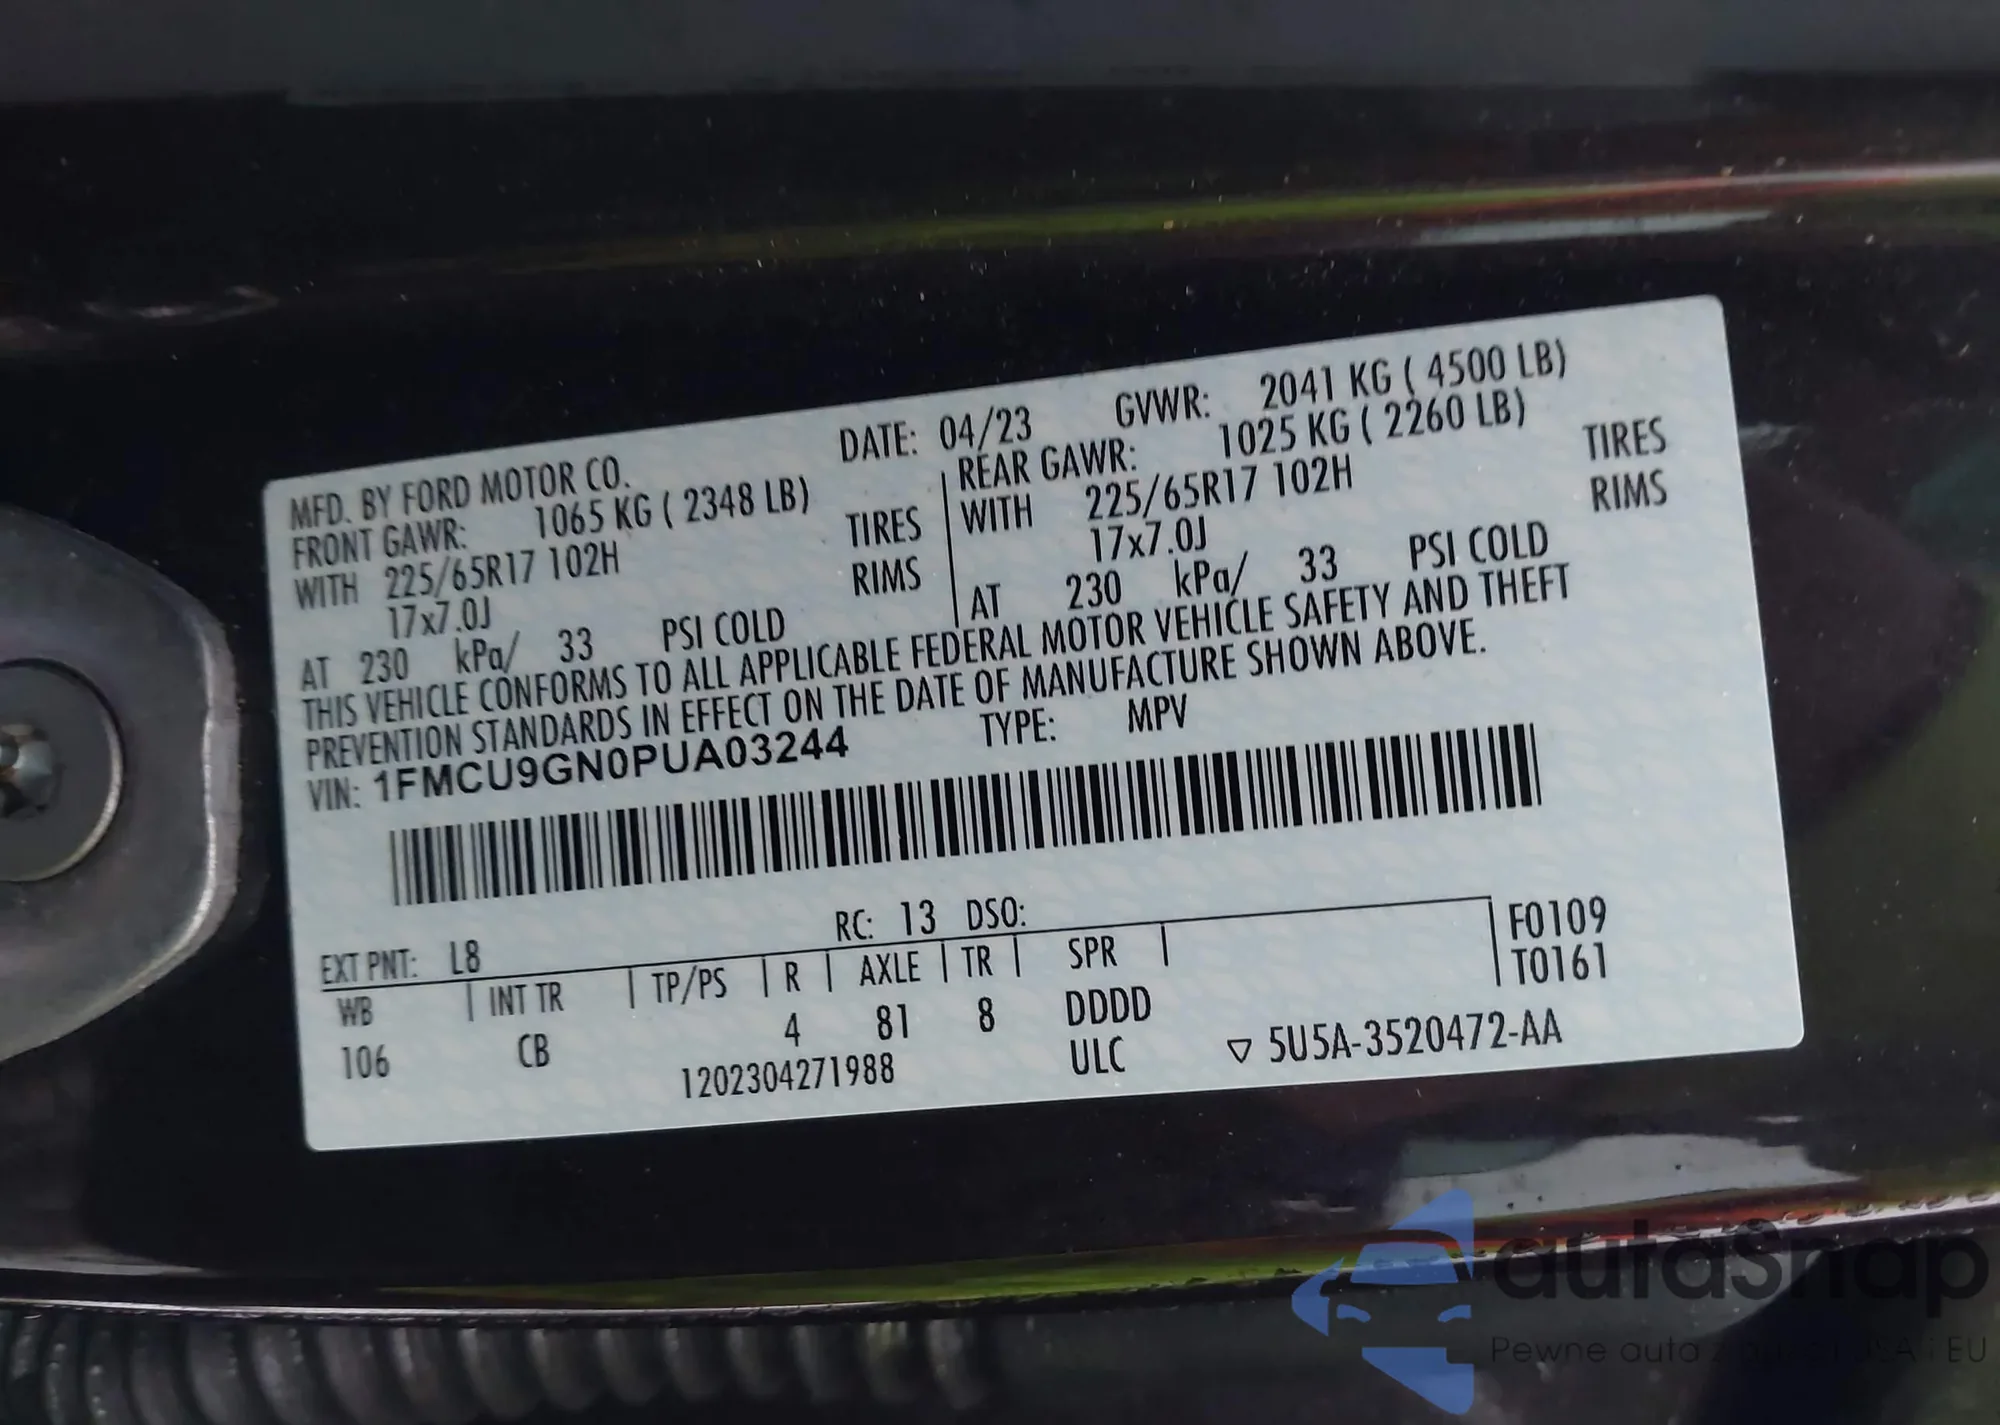 MFD. BY FORD MOTOR CO. DATE: 04/23 GVWR: 2041 KG ( 4500 LB)
FRONT GAWR: 1065 KG ( 2348 LB) REAR GAWR: 1025 KG ( 2260 LB)
WITH 225/65R17 102H TIRES WITH 225/65R17 102H TIRES
17x7.0J RIMS 17x7.0J RIMS
AT 230 kPa/ 33 PSI COLD AT 230 kPa/ 33 PSI COLD
THIS VEHICLE CONFORMS TO ALL APPLICABLE FEDERAL MOTOR VEHICLE SAFETY AND THEFT
PREVENTION STANDARDS IN EFFECT ON THE DATE OF MANUFACTURE SHOWN ABOVE.
VIN: 1FMCU9GN0PUA03244 TYPE: MPV
EXT PNT: L8 RC: 13 DSO: F0109
WB INT TR TP/PS R AXLE TR SPR T0161
106 CB 4 81 8 DDDD
1202304271988 ULC ▽ 5U5A-3520472-AA
autaSnap
Pewne auta z USA i EU